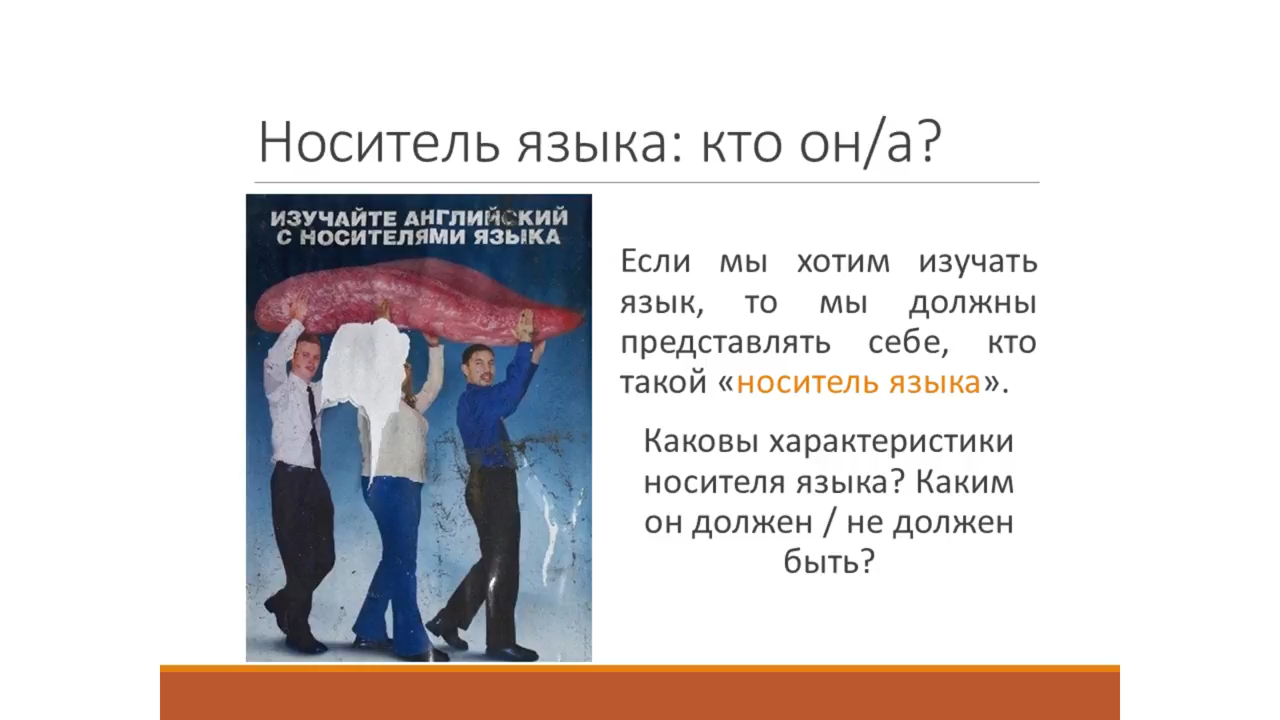 Носитель языка: кто он/а?
ИЗУЧАЙТЕ АНГЛИЙСКИЙ
С НОСИТЕЛЯМИ ЯЗЫКА
Если мы хотим изучать
язык, то мы должны
представлять себе, кто
такой «носитель языка».
Каковы характеристики
носителя языка? Каким
он должен / не должен
быть?